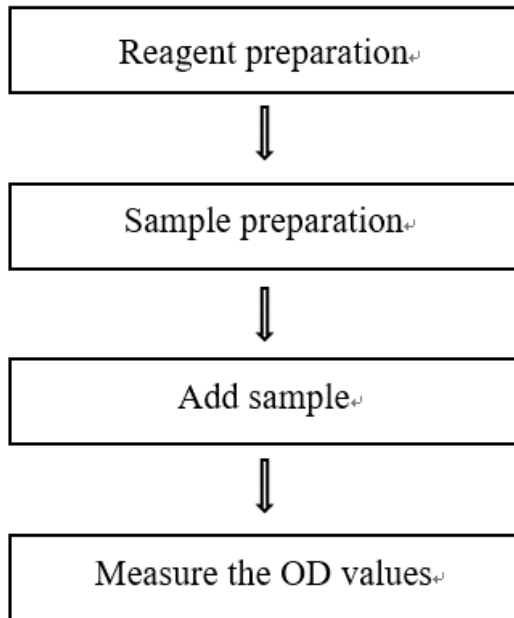 Reagent preparation
Sample preparation
Add sample
Measure the OD values